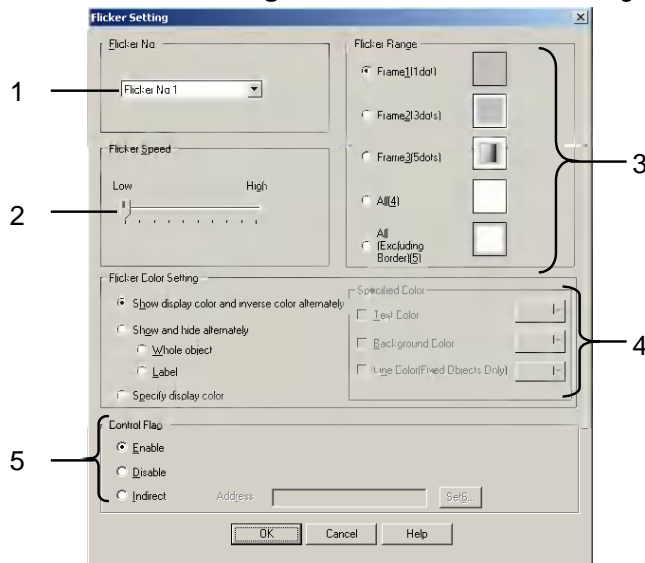 Flicker Setting
Flicker No.
Flicker No 1
1
Flicker Speed
Low High
2
Flicker Range
Frame1(1dot)
Frame2(3dots)
Frame3(5dots)
All(4)
All
(Excluding
Border)(5)
3
Flicker Color Setting
Show display color and inverse color alternately
Show and hide alternately
Whole object
Label
Specify display color
Specified Color
Text Color
Background Color
Line Color(Fixed Objects Only)
4
Control Flag
5
Enable
Disable
Indirect
Address
Set6...
OK Cancel Help